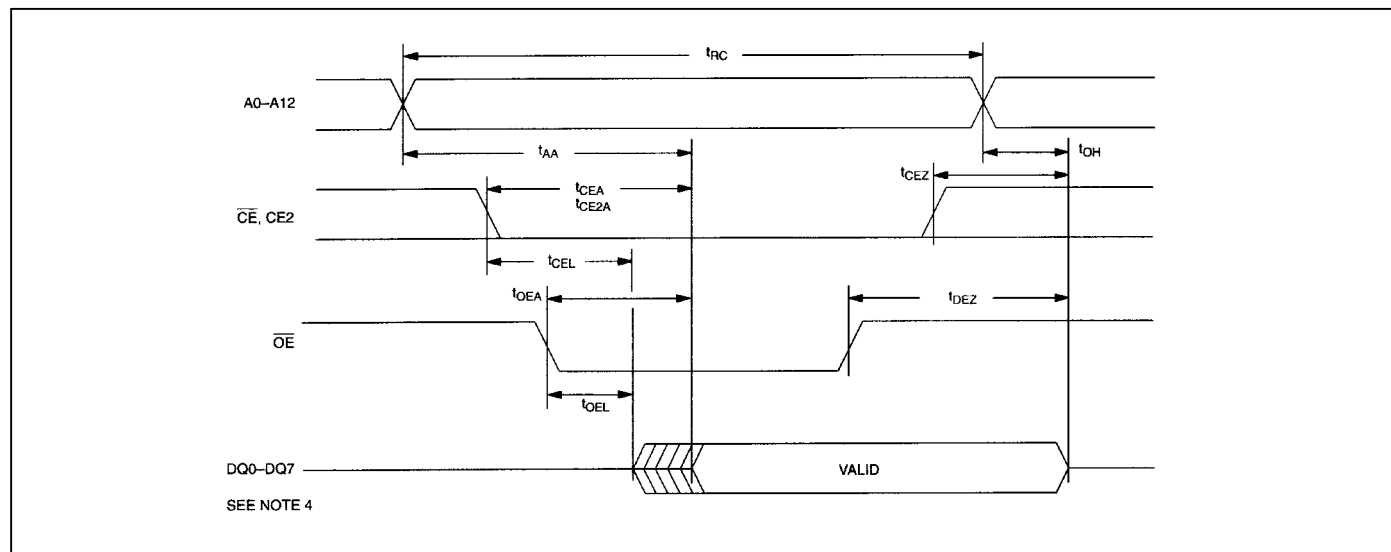 tRC
A0–A12
tAA
tOH
tCEZ
tCEA
tCE2A
CE, CE2
tCEL
tOEA
tDEZ
OE
tOEL
DQ0–DQ7
VALID
SEE NOTE 4